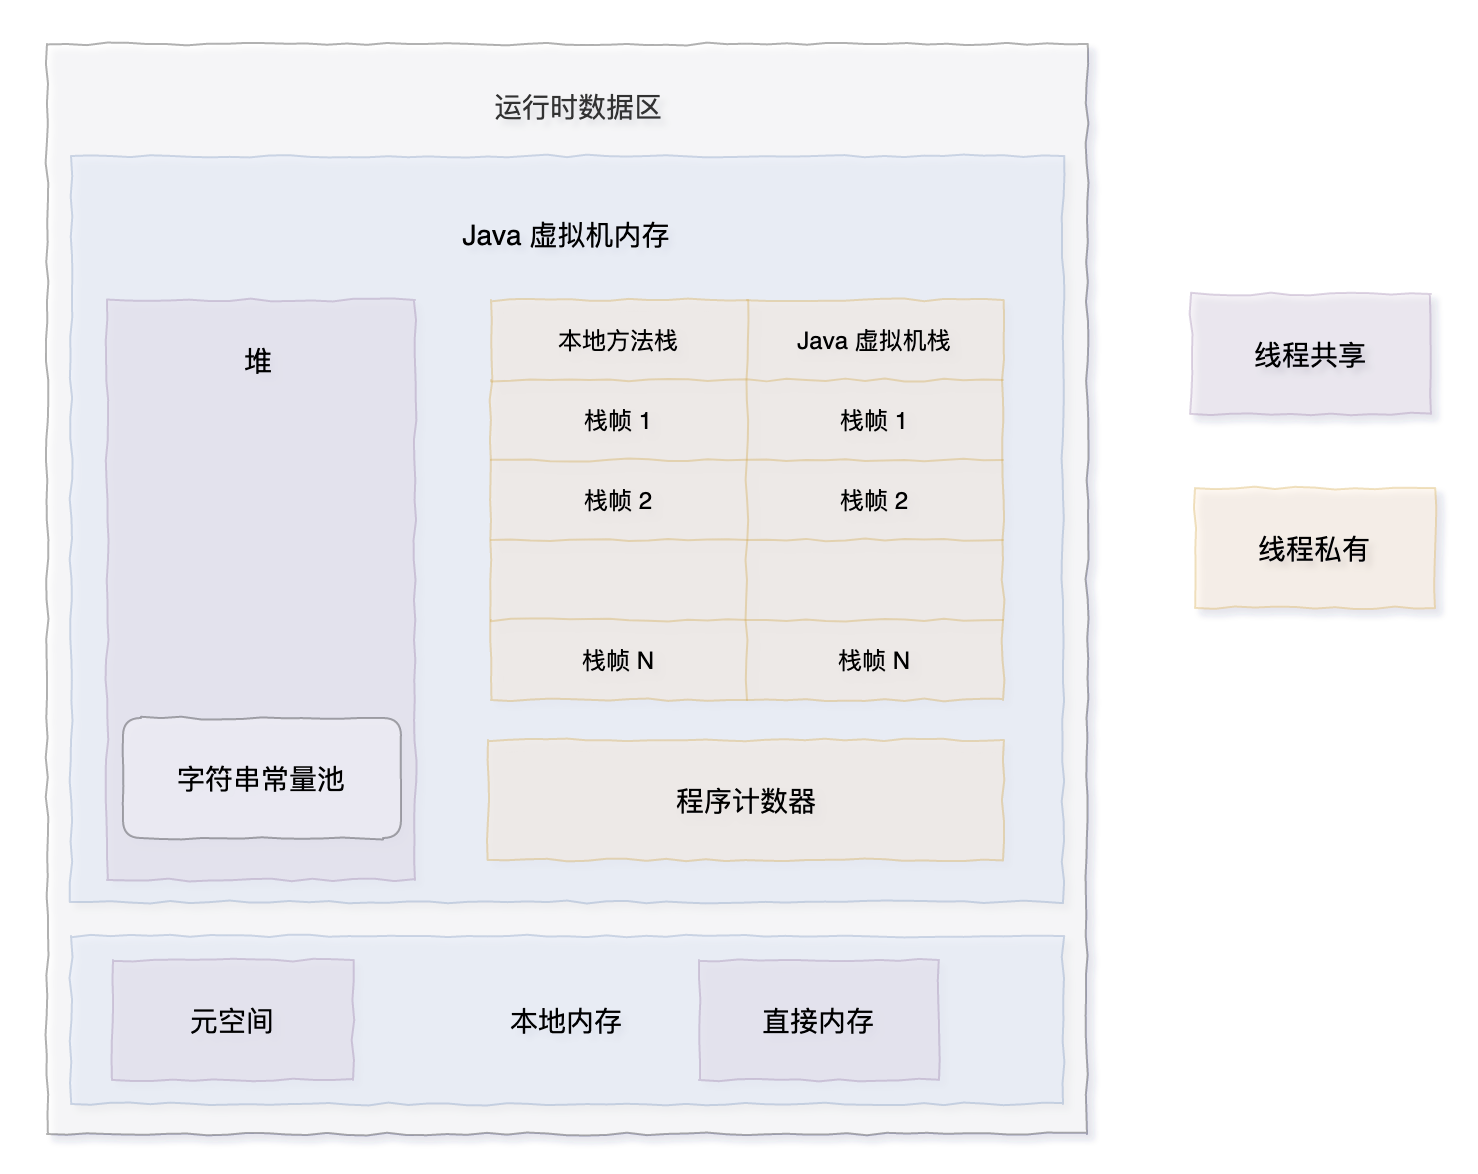 运行时数据区
Java 虚拟机内存
堆
本地方法栈
Java 虚拟机栈
栈帧 1
栈帧 1
栈帧 2
栈帧 2
栈帧 N
栈帧 N
字符串常量池
程序计数器
元空间
本地内存
直接内存
线程共享
线程私有